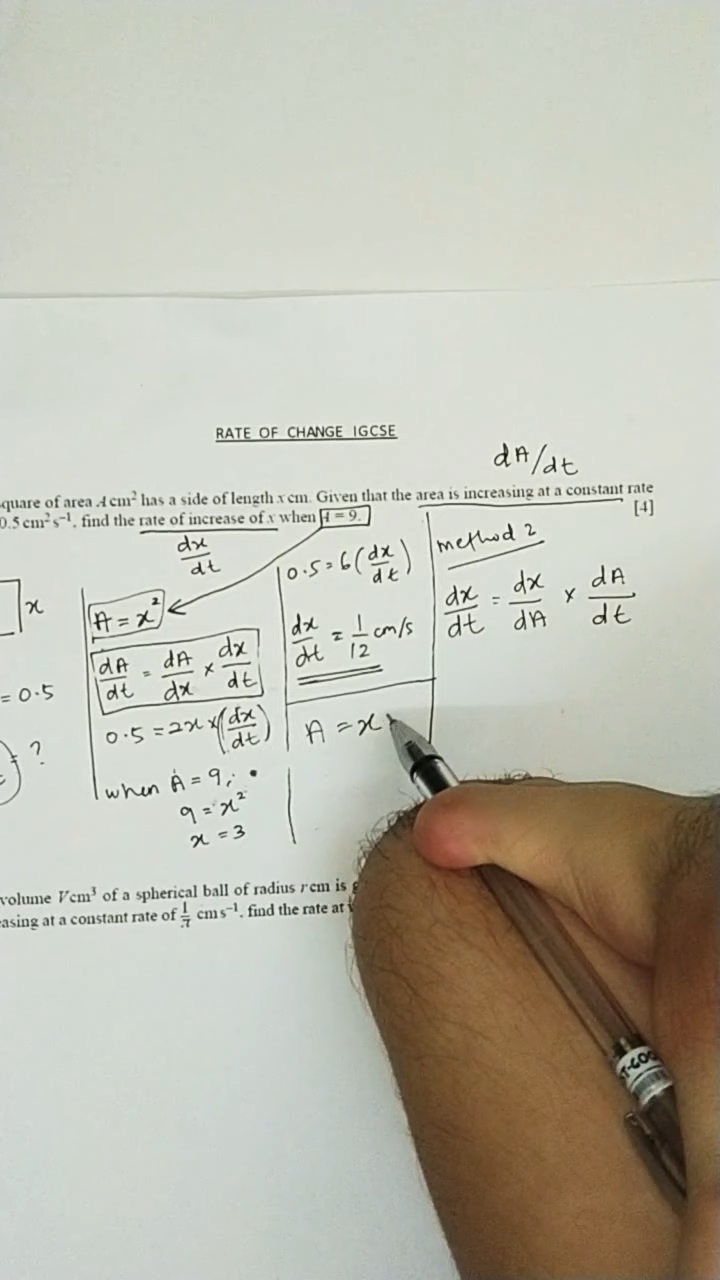 RATE OF CHANGE IGCSE
dA/dt
quare of area A cm² has a side of length x cm. Given that the area is increasing at a constant rate
0.5 cm² s⁻¹, find the rate of increase of x when A = 9. [4]
dx/dt
x
= 0.5
= ?
A = x²
dA/dt = dA/dx × dx/dt
0.5 = 2x × (dx/dt)
when A = 9,
9 = x²
x = 3
0.5 = 6 (dx/dt)
dx/dt = 1/12 cm/s
A = x
method 2
dx/dt = dx/dA × dA/dt
volume V cm³ of a spherical ball of radius r cm is
easing at a constant rate of 1/π cm s⁻¹, find the rate at